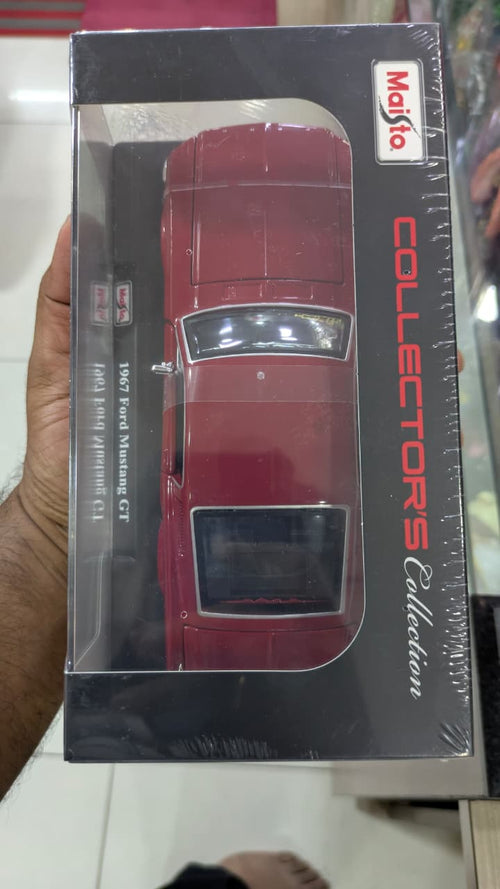 Maisto
COLLECTOR'S Collection
Maisto
1967 Ford Mustang GT